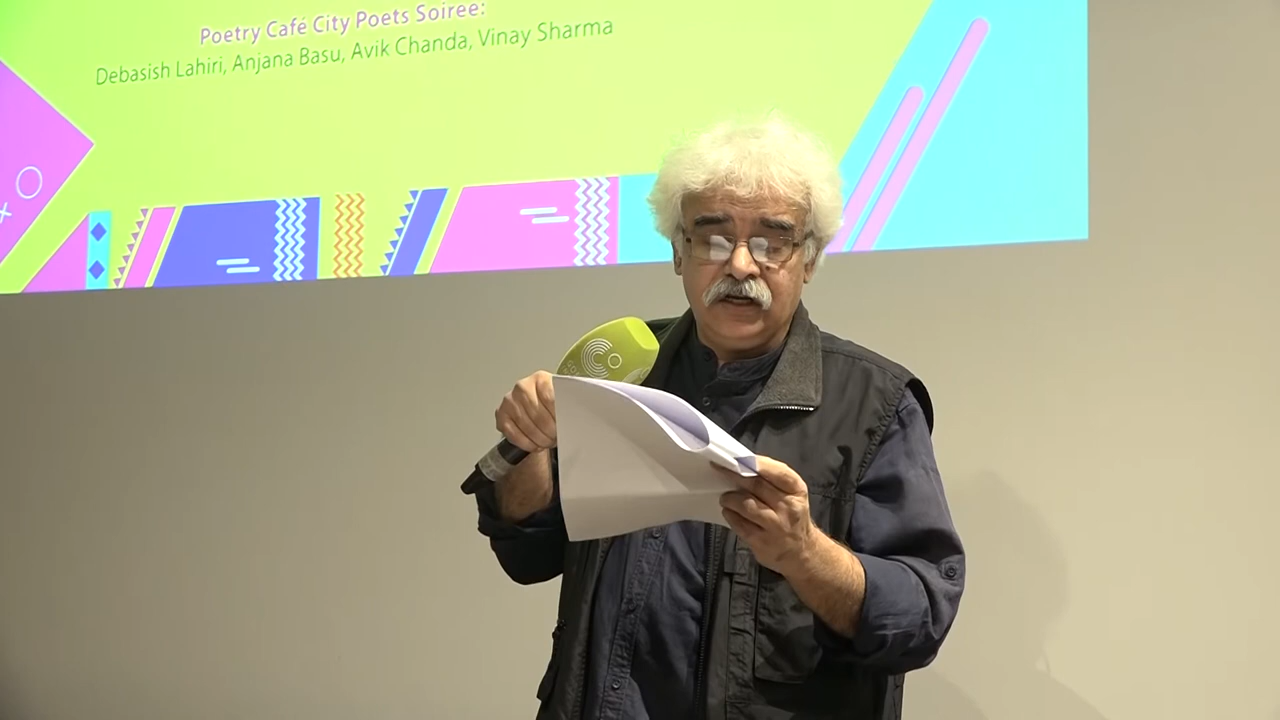 Poetry Café City Poets Soiree:
Debasish Lahiri, Anjana Basu, Avik Chanda, Vinay Sharma